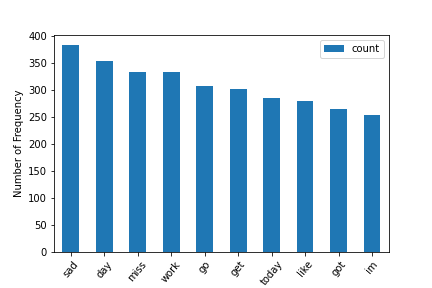 400
350
300
250
200
150
100
50
0
Number of Frequency
count
sad
day
miss
work
go
get
today
like
got
im